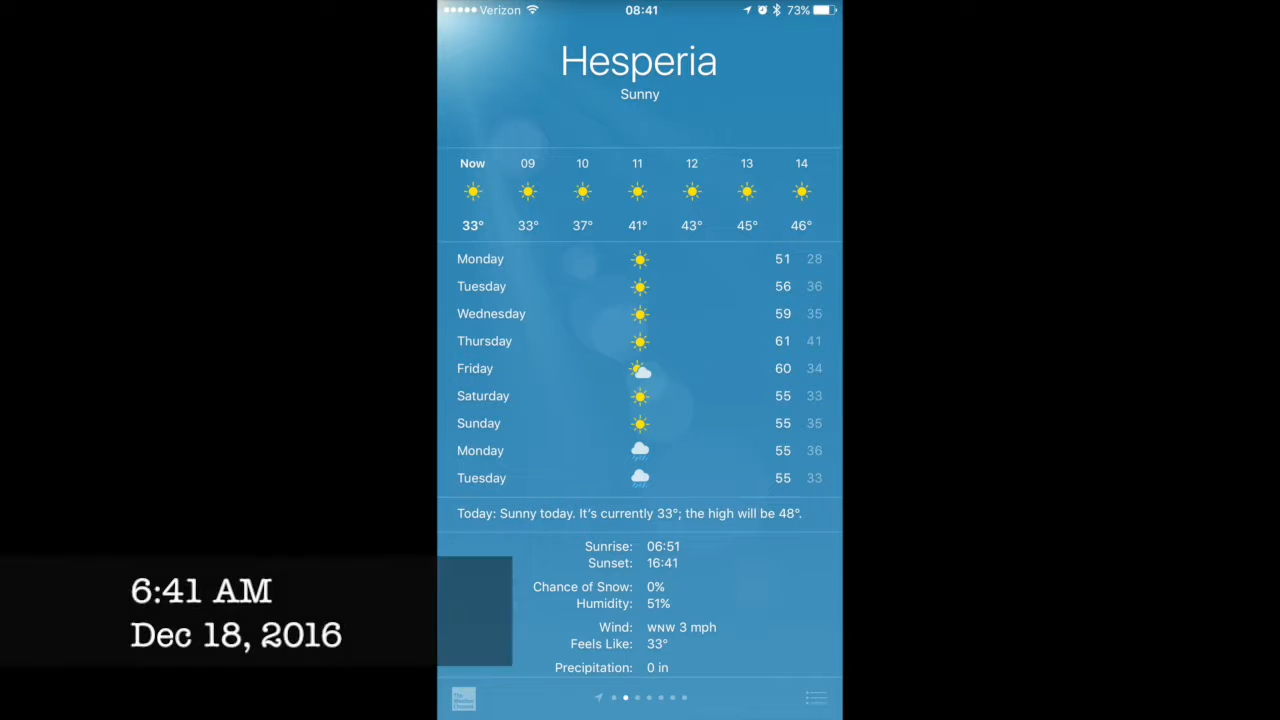 Verizon 08:41 73%
Hesperia
Sunny
Now 09 10 11 12 13 14
33° 33° 37° 41° 43° 45° 46°
Monday 51 28
Tuesday 56 36
Wednesday 59 35
Thursday 61 41
Friday 60 34
Saturday 55 33
Sunday 55 35
Monday 55 36
Tuesday 55 33
Today: Sunny today. It's currently 33°; the high will be 48°.
Sunrise: 06:51
Sunset: 16:41
Chance of Snow: 0%
Humidity: 51%
Wind: WNW 3 mph
Feels Like: 33°
Precipitation: 0 in
6:41 AM
Dec 18, 2016
The
Weather
Channel